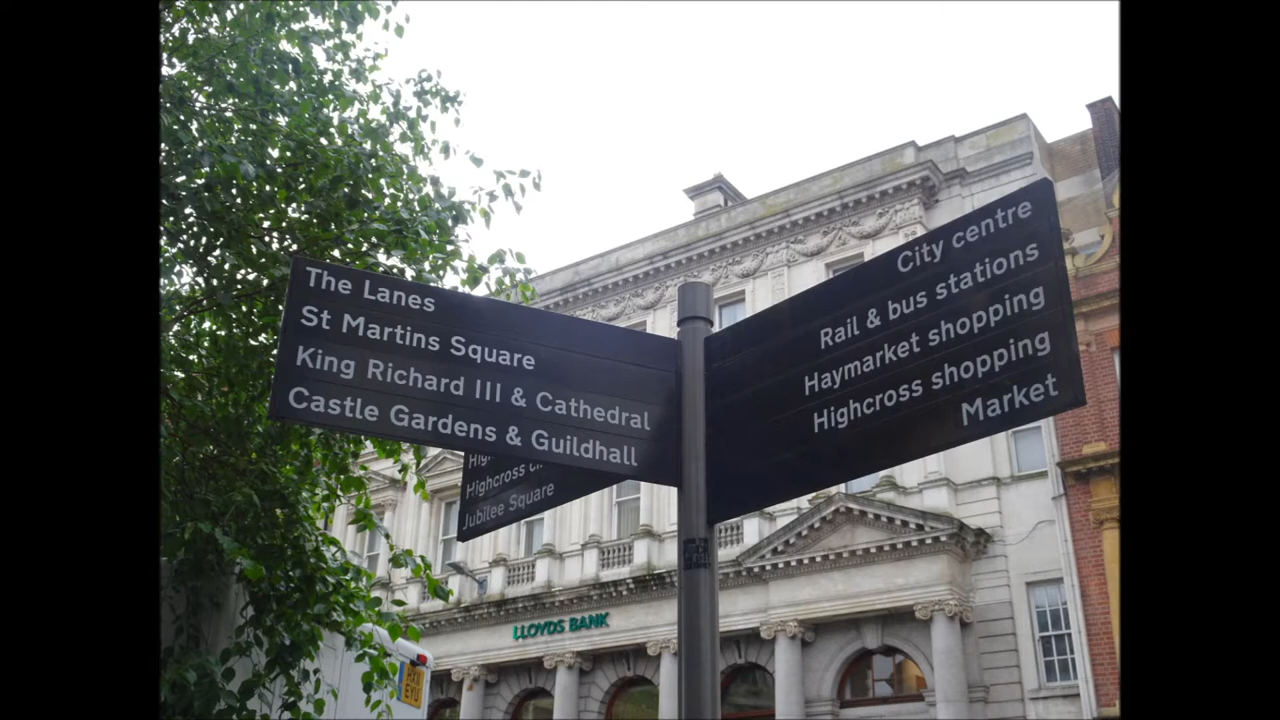 The Lanes
St Martins Square
King Richard III & Cathedral
Castle Gardens & Guildhall
City centre
Rail & bus stations
Haymarket shopping
Highcross shopping
Market
Highcross
Jubilee Square
LLOYDS BANK
EYU